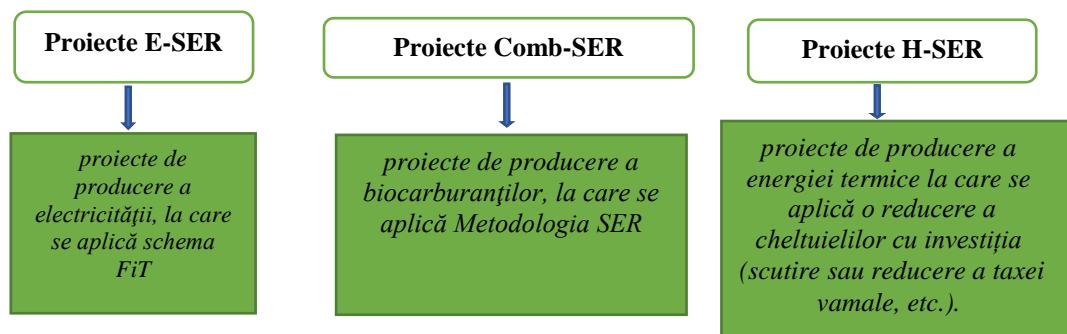 Proiecte E-SER
proiecte de
producere a
electricităţii, la care
se aplică schema
FiT
Proiecte Comb-SER
proiecte de producere a
biocarburanţilor, la care se
aplică Metodologia SER
Proiecte H-SER
proiecte de producere a
energiei termice la care se
aplică o reducere a
cheltuielilor cu investiția
(scutire sau reducere a taxei
vamale, etc.).